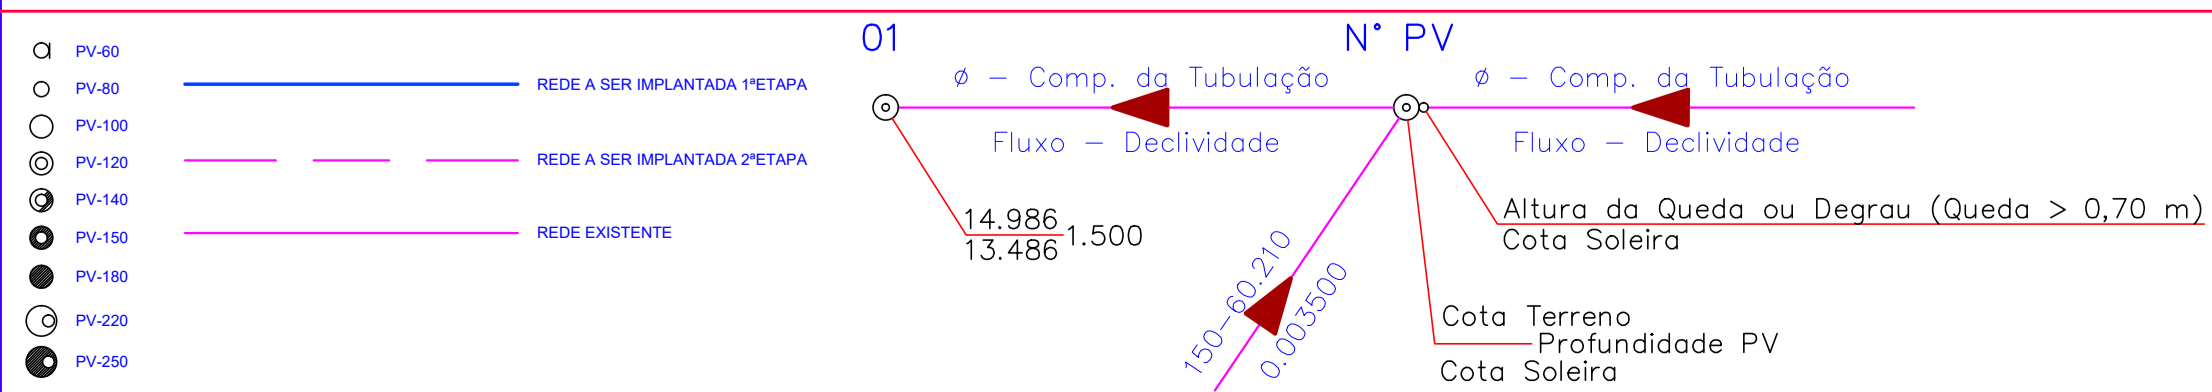 PV-60
PV-80
PV-100
PV-120
PV-140
PV-150
PV-180
PV-220
PV-250
REDE A SER IMPLANTADA 1ªETAPA
REDE A SER IMPLANTADA 2ªETAPA
REDE EXISTENTE
01
N° PV
ø - Comp. da Tubulação
Fluxo - Declividade
ø - Comp. da Tubulação
Fluxo - Declividade
14.986
13.486
1.500
150-60.210
0.003500
Altura da Queda ou Degrau (Queda > 0,70 m)
Cota Soleira
Cota Terreno
Profundidade PV
Cota Soleira